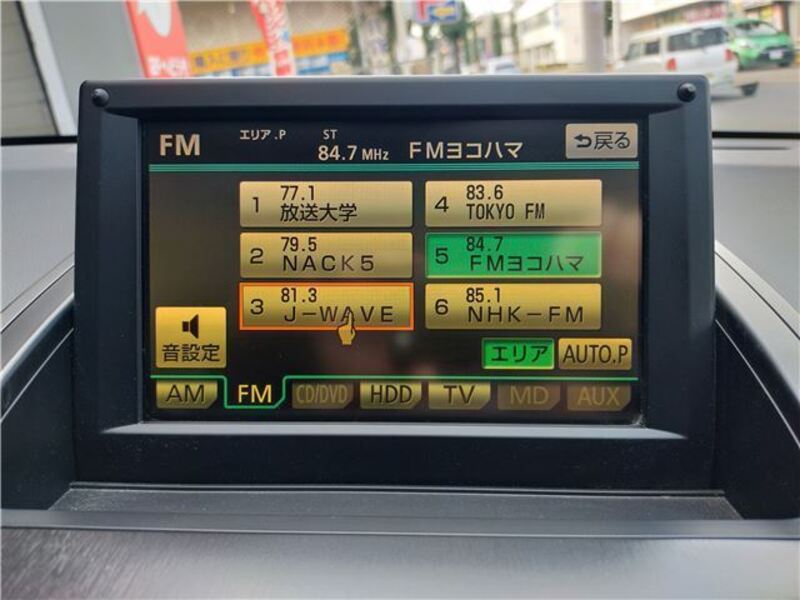 FM
エリア.P
ST
84.7 MHz
FMヨコハマ
戻る
1 77.1
放送大学
4 83.6
TOKYO FM
2 79.5
NACK5
5 84.7
FMヨコハマ
3 81.3
J-WAVE
6 85.1
NHK-FM
音設定
エリア
AUTO.P
AM
FM
CD/DVD
HDD
TV
MD
AUX